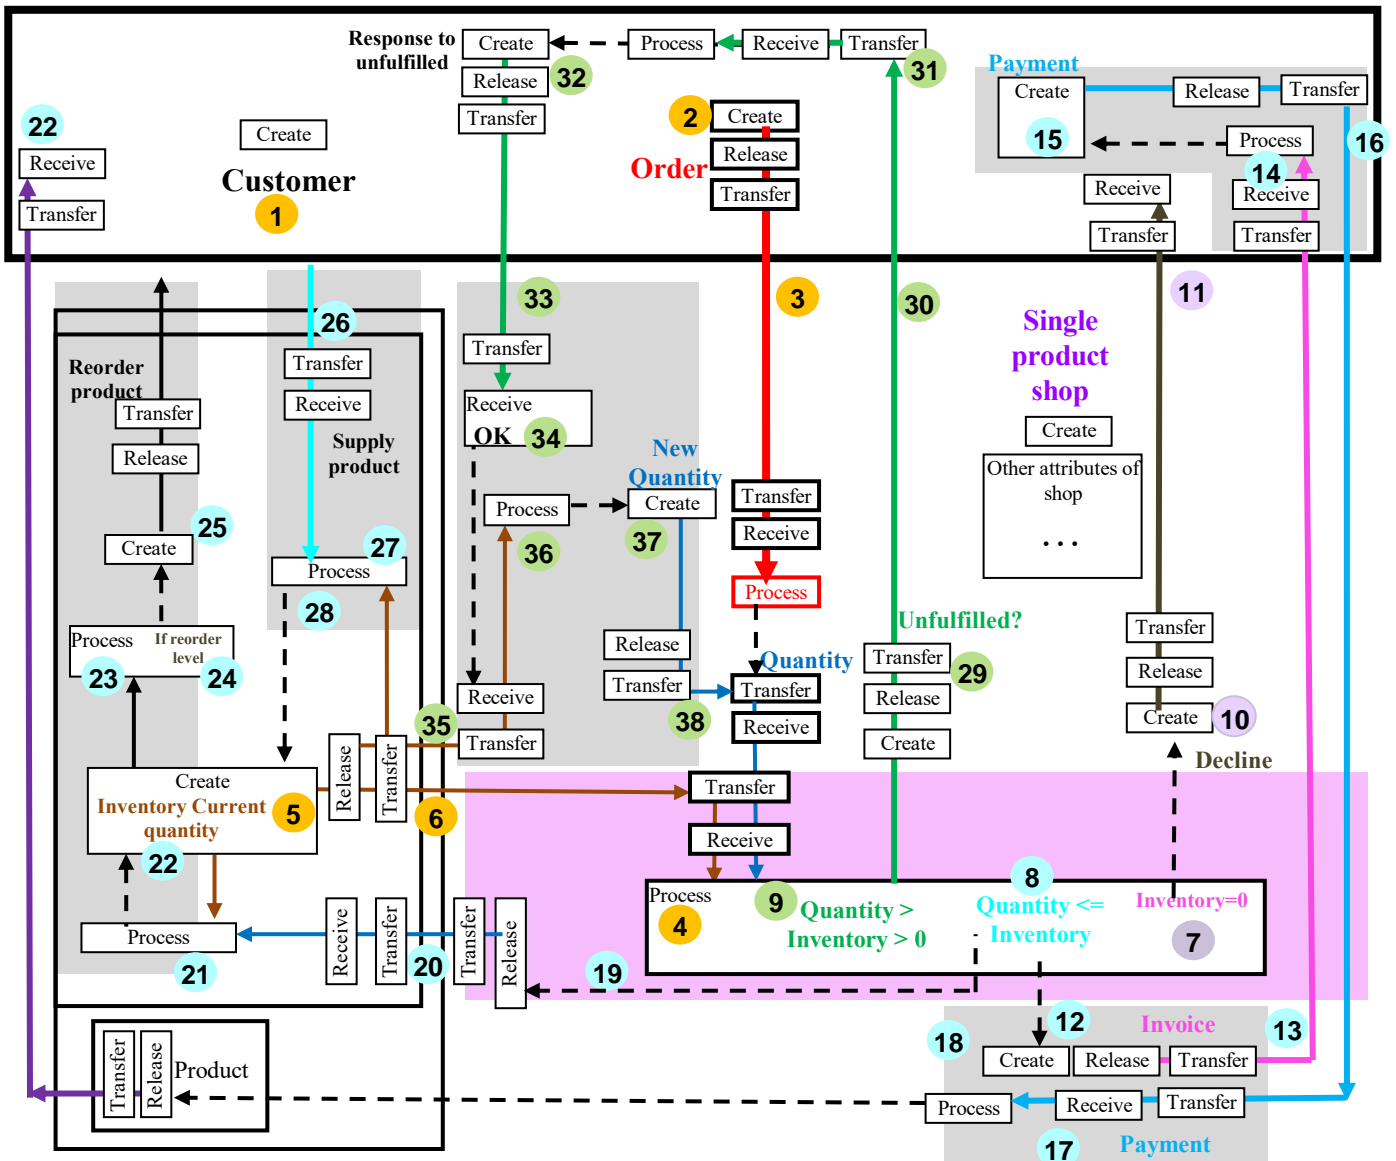 Response to
unfulfilled
Create
Process
Receive
Transfer
32
31
Release
Transfer
Payment
Create
Release
Transfer
15
16
Process
14
Receive
Transfer
Receive
Transfer
22
Receive
Transfer
Create
Customer
1
2
Create
Order
Release
Transfer
33
3
30
11
26
Single
product
shop
Create
Other attributes of
shop
. . .
Reorder
product
Transfer
Release
25
Create
Transfer
Receive
Supply
product
27
Process
28
Transfer
Receive
OK
34
New
Quantity
Process
36
Create
37
Transfer
Receive
Process
Process
If reorder
level
23
24
Release
Transfer
38
Quantity
Transfer
Receive
Unfulfilled?
Transfer
29
Release
Create
Transfer
Release
Create
10
Decline
Receive
35
Transfer
Create
Inventory Current
quantity
5
22
Release
Transfer
6
Transfer
Receive
Process
4
9
Quantity >
Inventory > 0
8
Quantity <=
Inventory
Inventory=0
7
Process
21
Receive
Transfer
20
Transfer
Release
19
12
Invoice
13
18
Create
Release
Transfer
Transfer
Release
Product
Process
Receive
Transfer
17
Payment